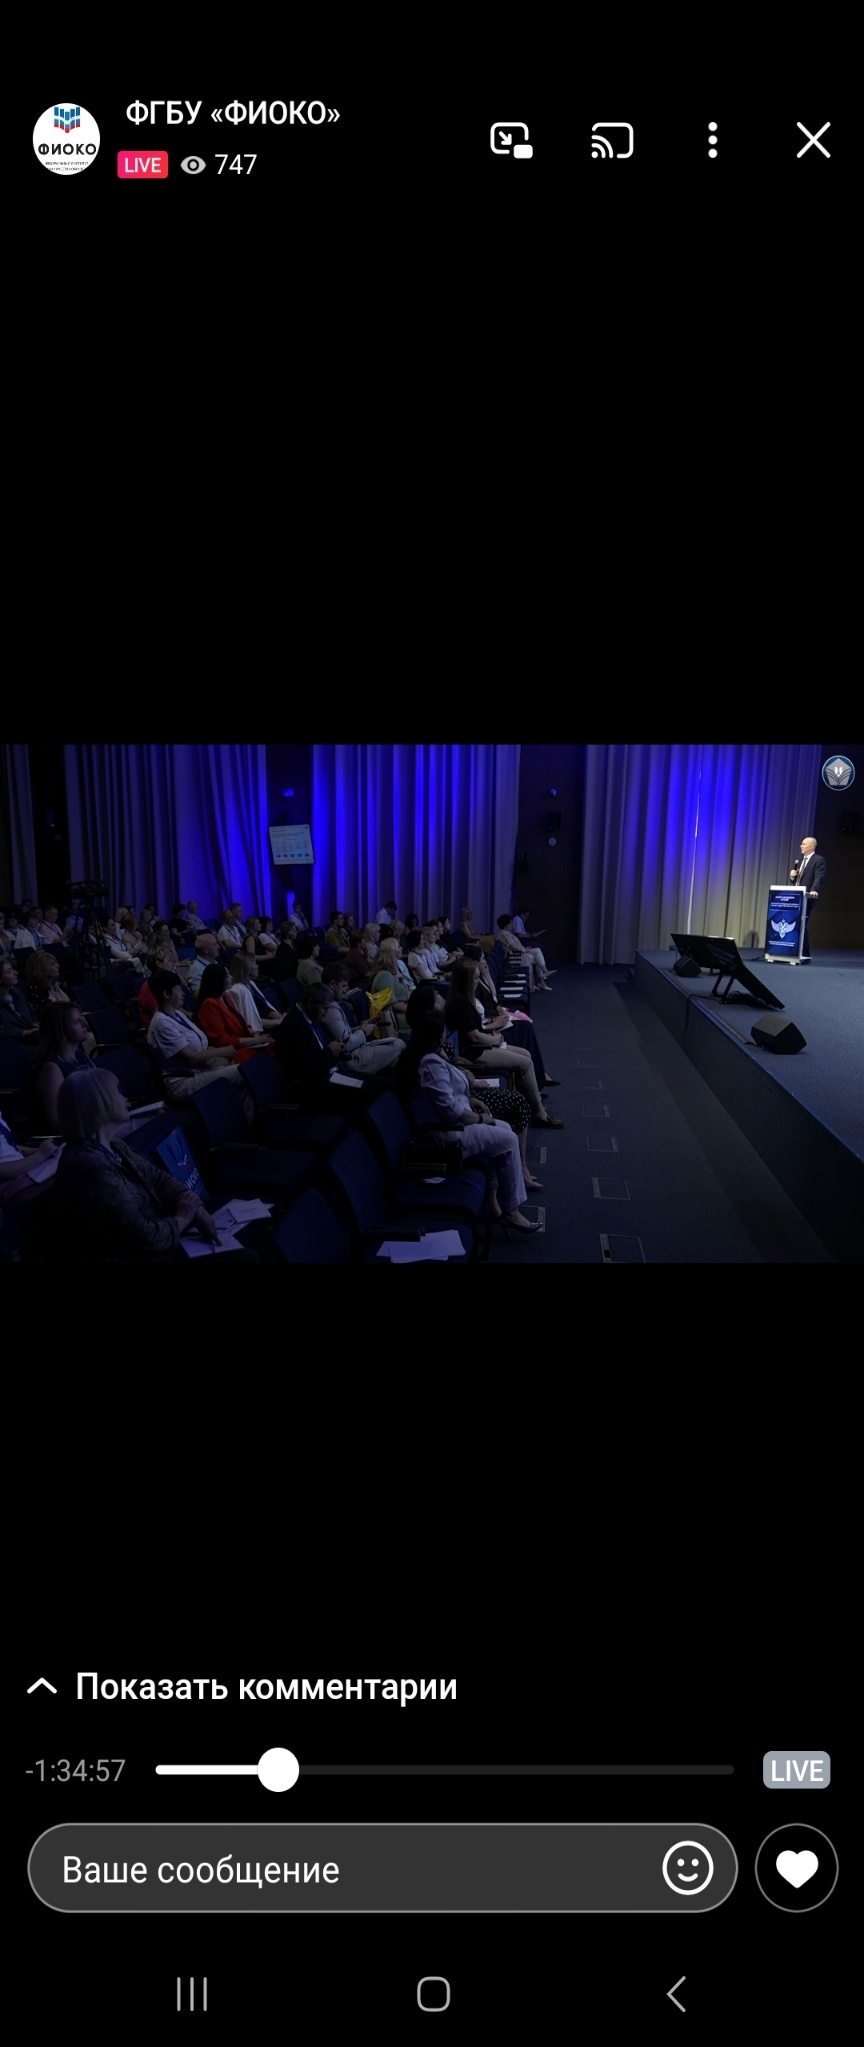 ФГБУ «ФИОКО»
ФИОКО
LIVE 747
Показать комментарии
-1:34:57
LIVE
Ваше сообщение